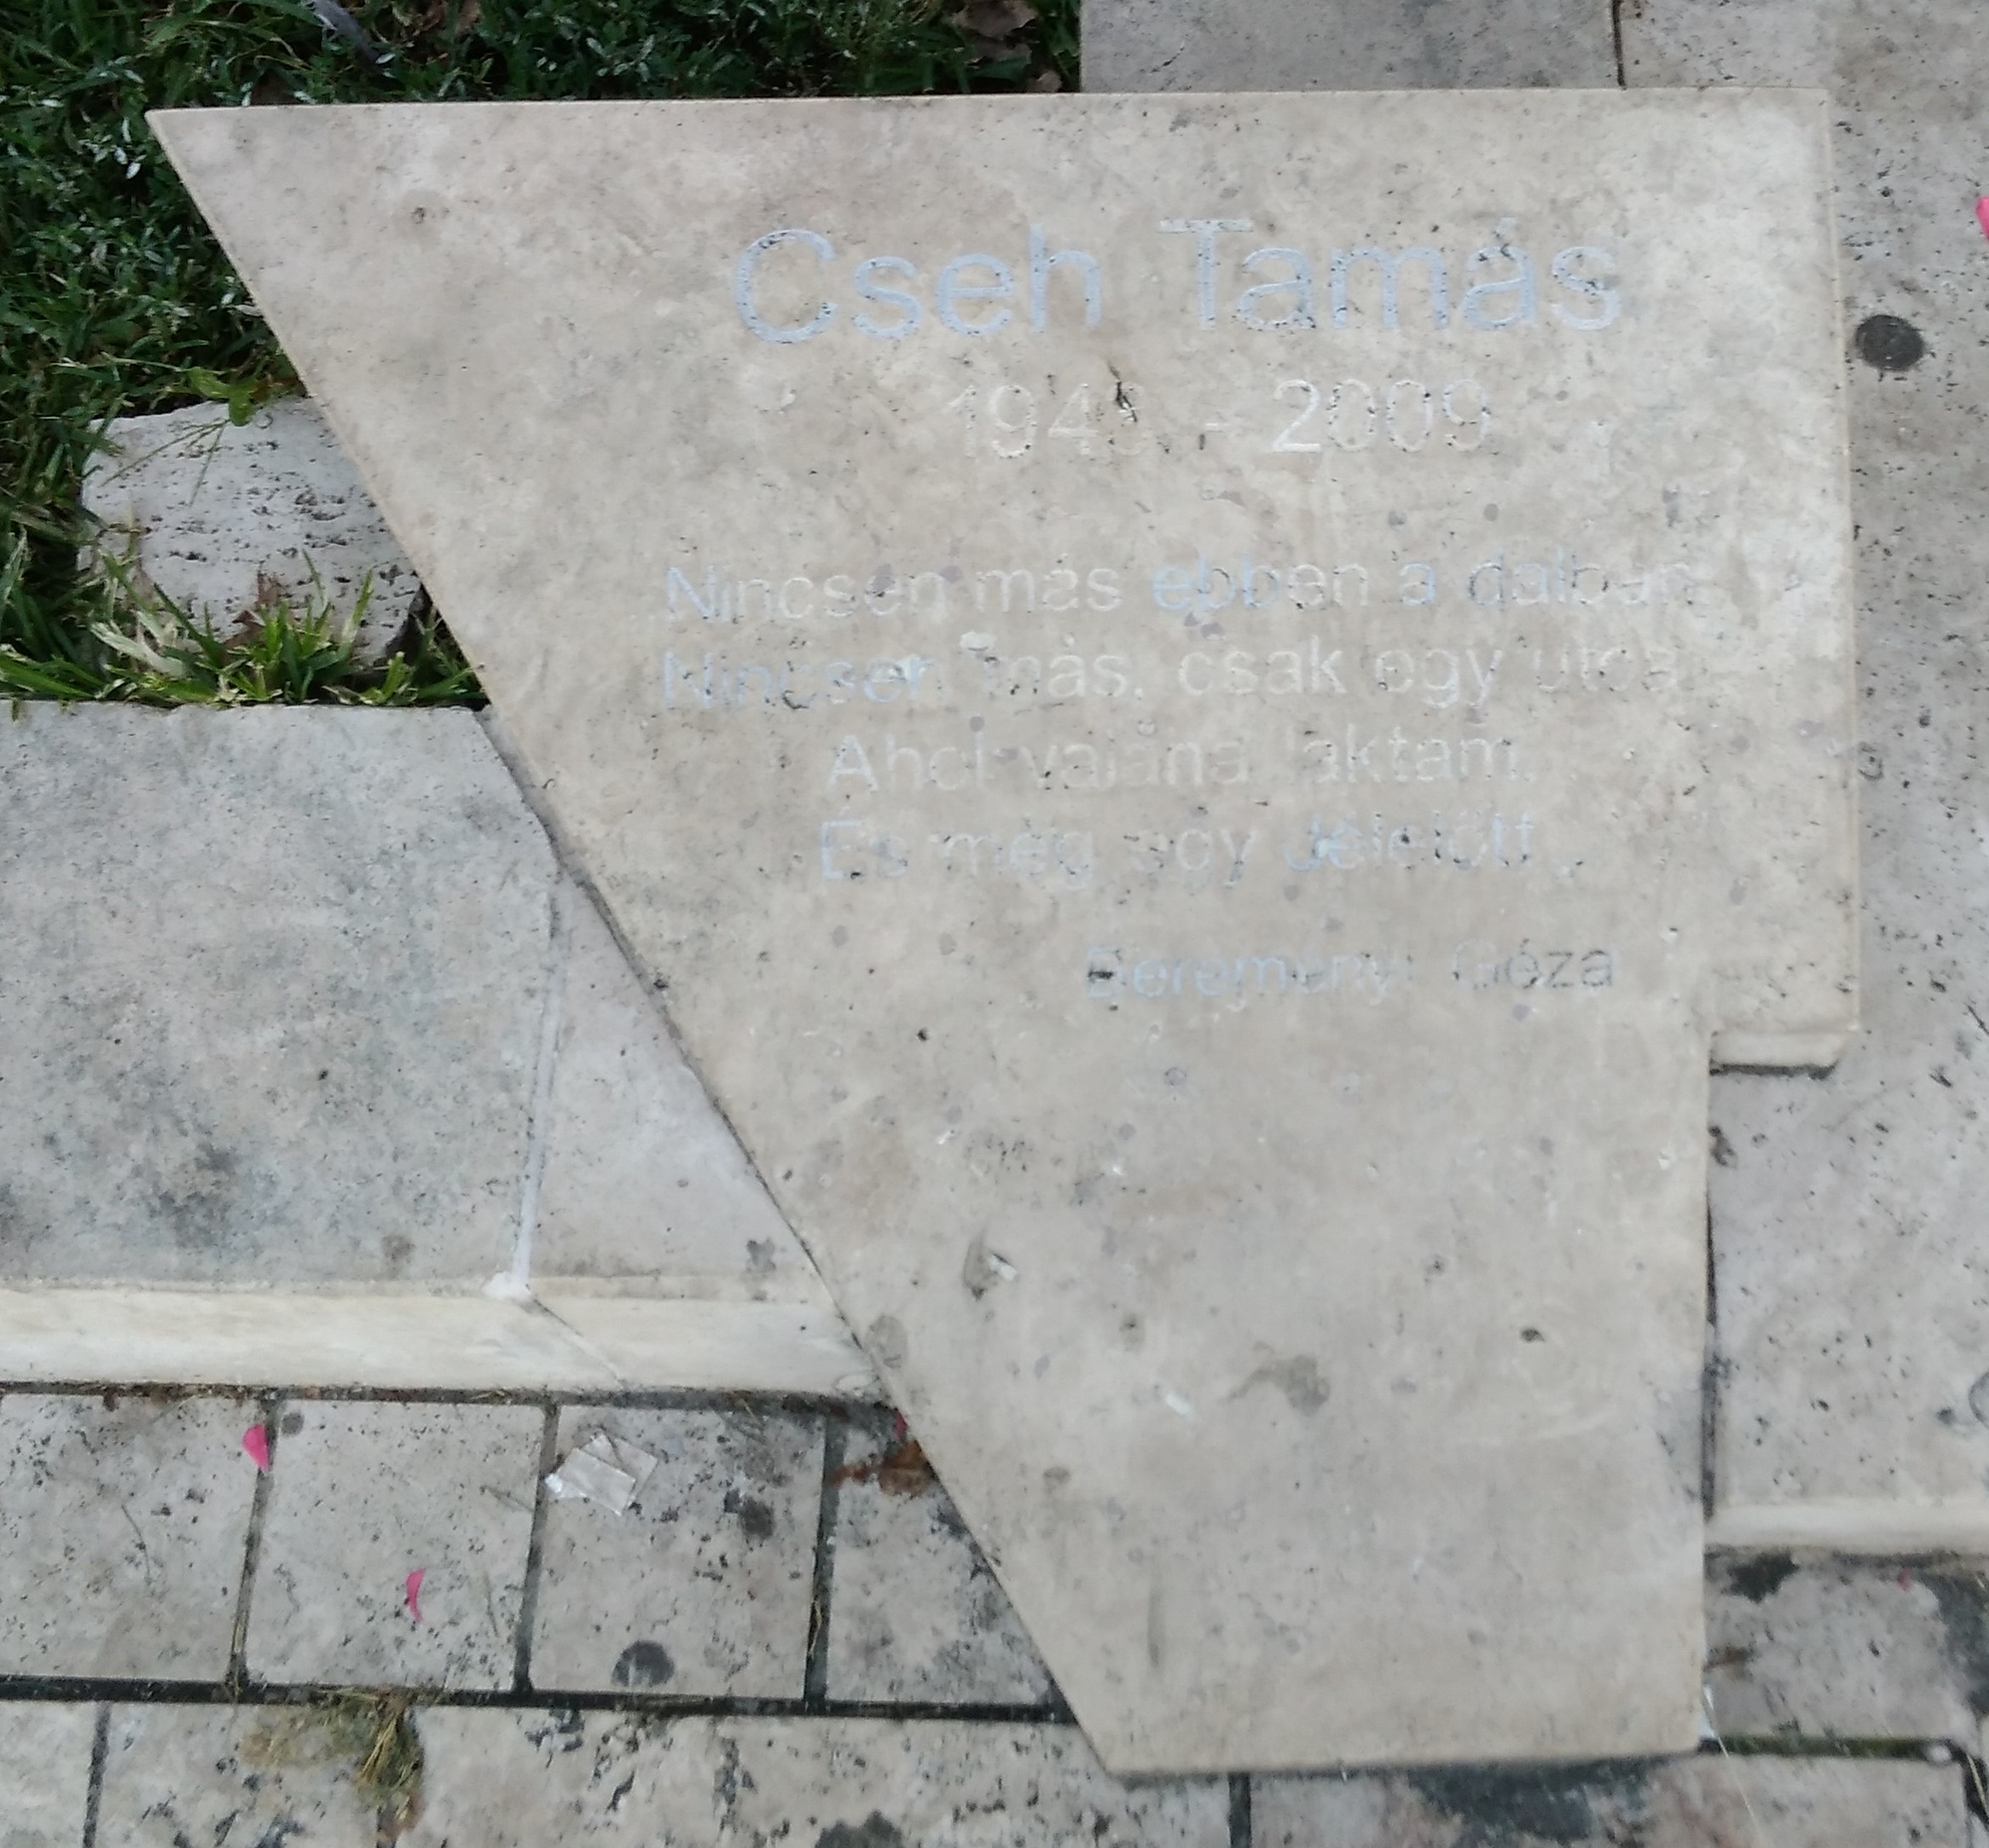 Cseh Tamás
1943 - 2009
Nincsen más ebben a dalban
Nincsen más, csak egy utca
Ahol valaha laktam,
És még egy
Bereményi Géza